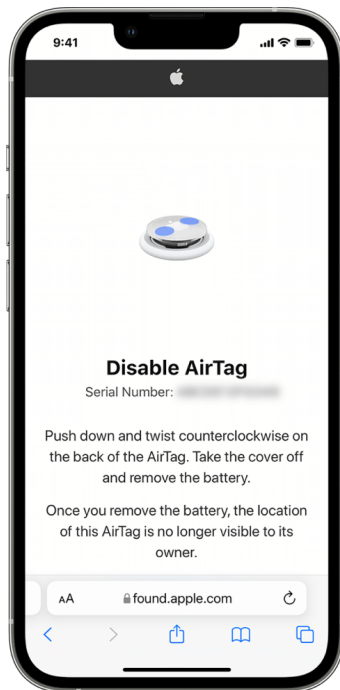 9:41
Disable AirTag
Serial Number:
Push down and twist counterclockwise on
the back of the AirTag. Take the cover off
and remove the battery.
Once you remove the battery, the location
of this AirTag is no longer visible to its
owner.
AA
found.apple.com